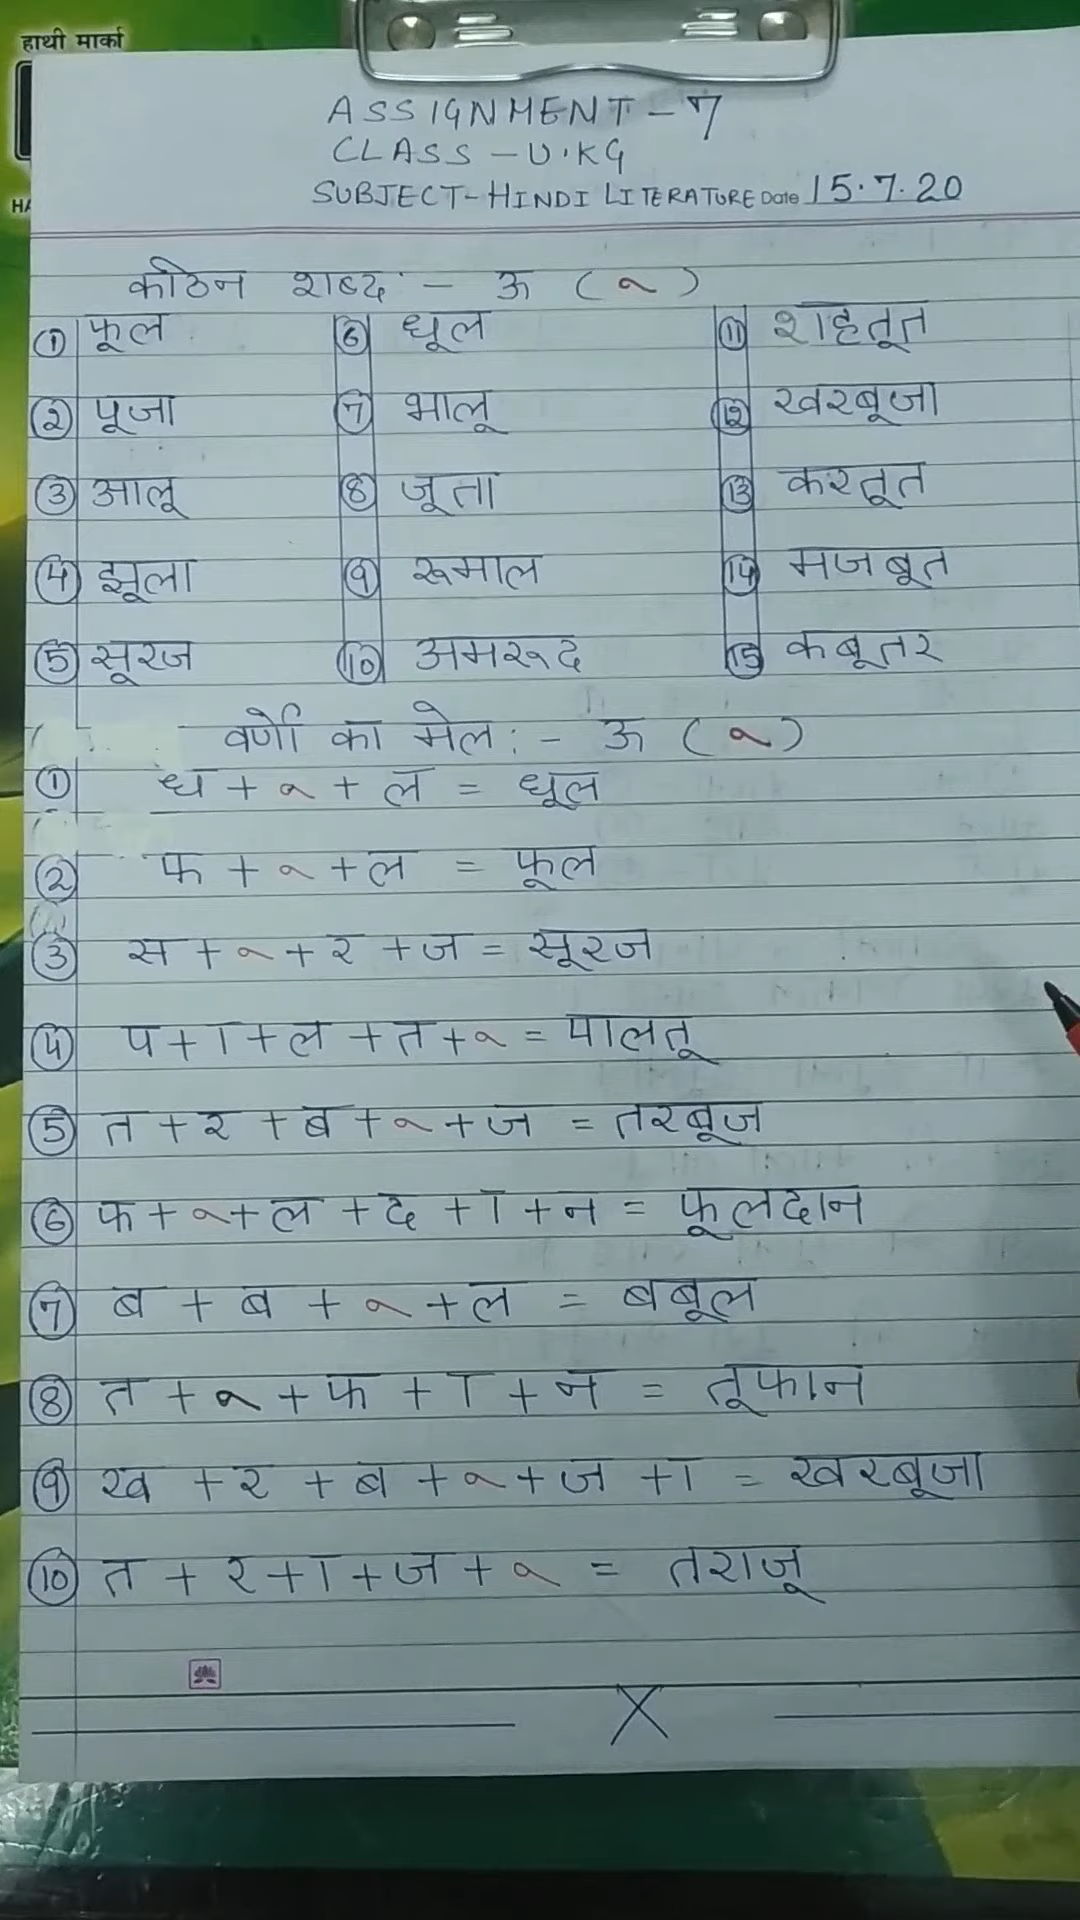 हाथी मार्का
HA
ASSIGNMENT - 7
CLASS - U.KG
SUBJECT - HINDI LITERATURE Date 15.7.20
कठिन शब्द :- ऊ ( ू )
① फूल ⑥ धूल ⑪ शहतूत
② पूजा ⑦ भालू ⑫ खरबूजा
③ आलू ⑧ जूता ⑬ करतूत
④ झूला ⑨ रूमाल ⑭ मजबूत
⑤ सूरज ⑩ अमरूद ⑮ कबूतर
वर्णो का मेल :- ऊ ( ू )
① ध + ू + ल = धूल
② फ + ू + ल = फूल
③ स + ू + र + ज = सूरज
④ प + ा + ल + त + ू = पालतू
⑤ त + र + ब + ू + ज = तरबूज
⑥ फ + ू + ल + द + ा + न = फूलदान
⑦ ब + ब + ू + ल = बबूल
⑧ त + ू + फ + ा + न = तूफान
⑨ ख + र + ब + ू + ज + ा = खरबूजा
⑩ त + र + ा + ज + ू = तराजू
X